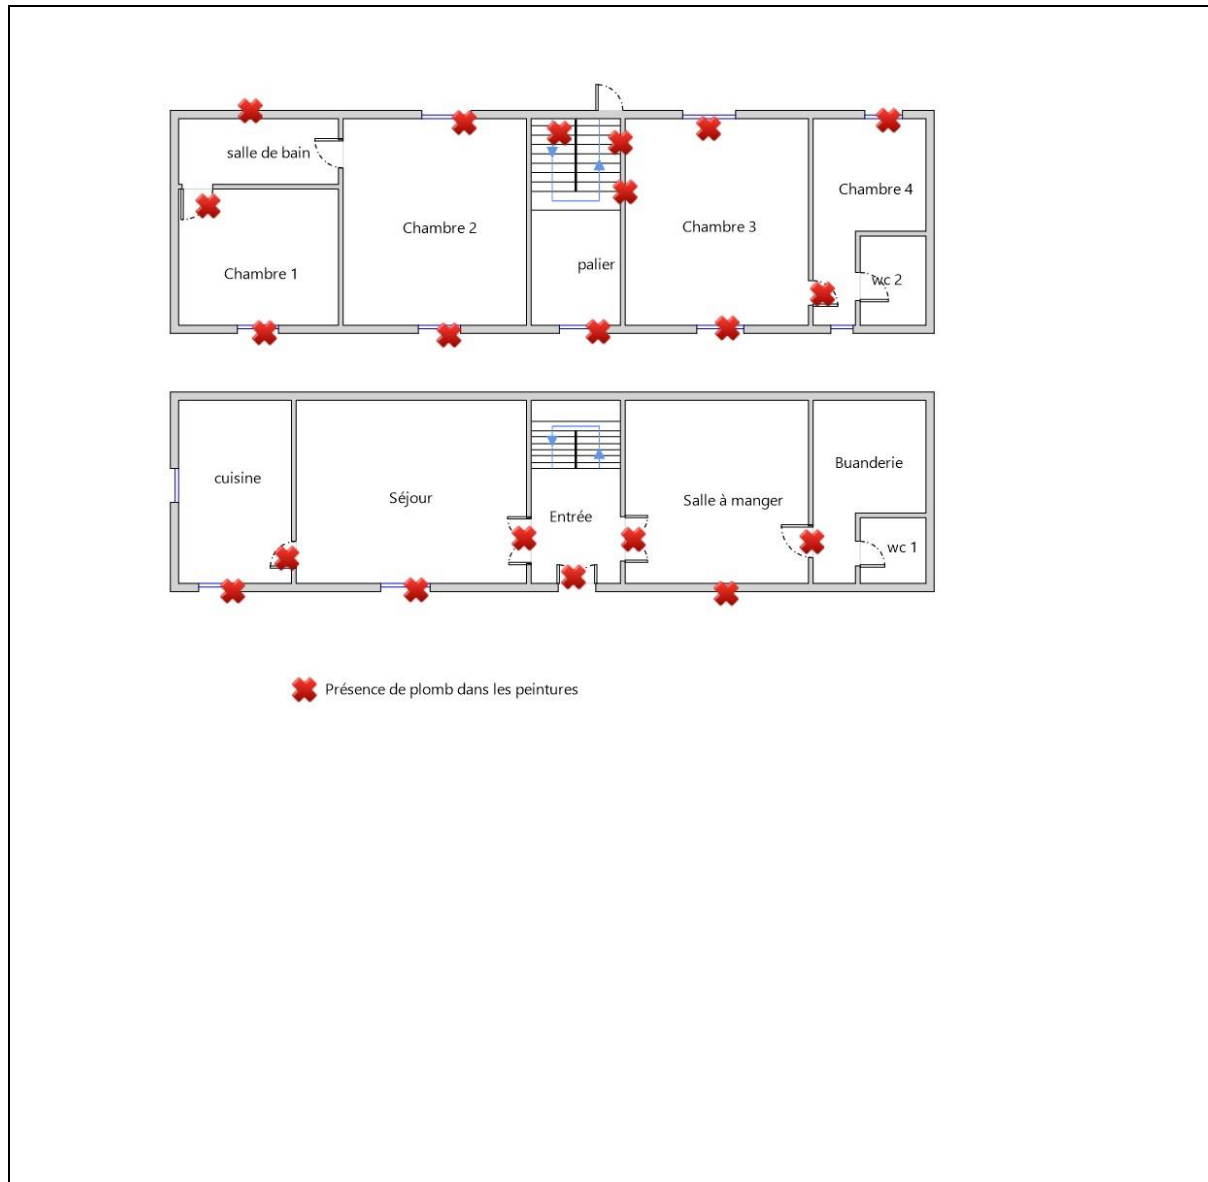 salle de bain
Chambre 2
Chambre 3
Chambre 4
Chambre 1
palier
wc 2
cuisine
Séjour
Entrée
Salle à manger
Buanderie
wc 1
Présence de plomb dans les peintures